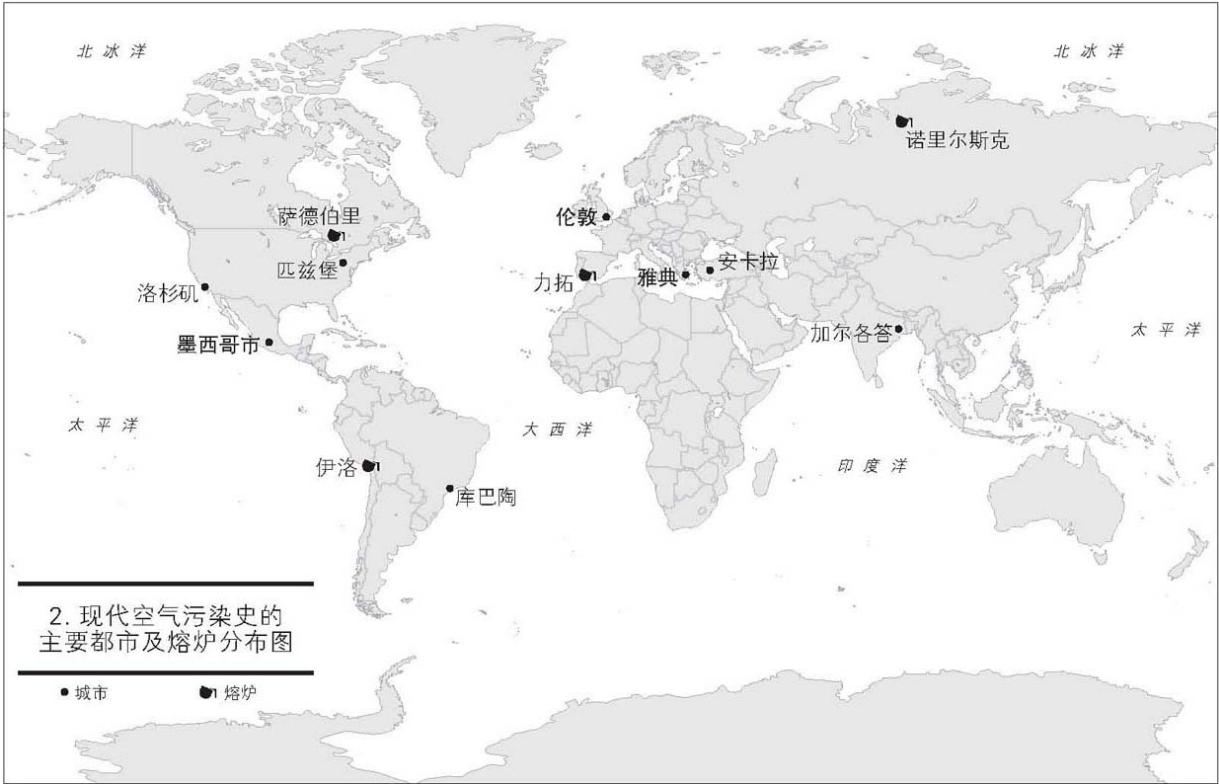 北冰洋
北冰洋
诺里尔斯克
萨德伯里
伦敦
匹兹堡
安卡拉
力拓
雅典
洛杉矶
加尔各答
太平洋
墨西哥市
太平洋
大西洋
伊洛
印度洋
库巴陶
2. 现代空气污染史的
主要都市及熔炉分布图
城市
熔炉